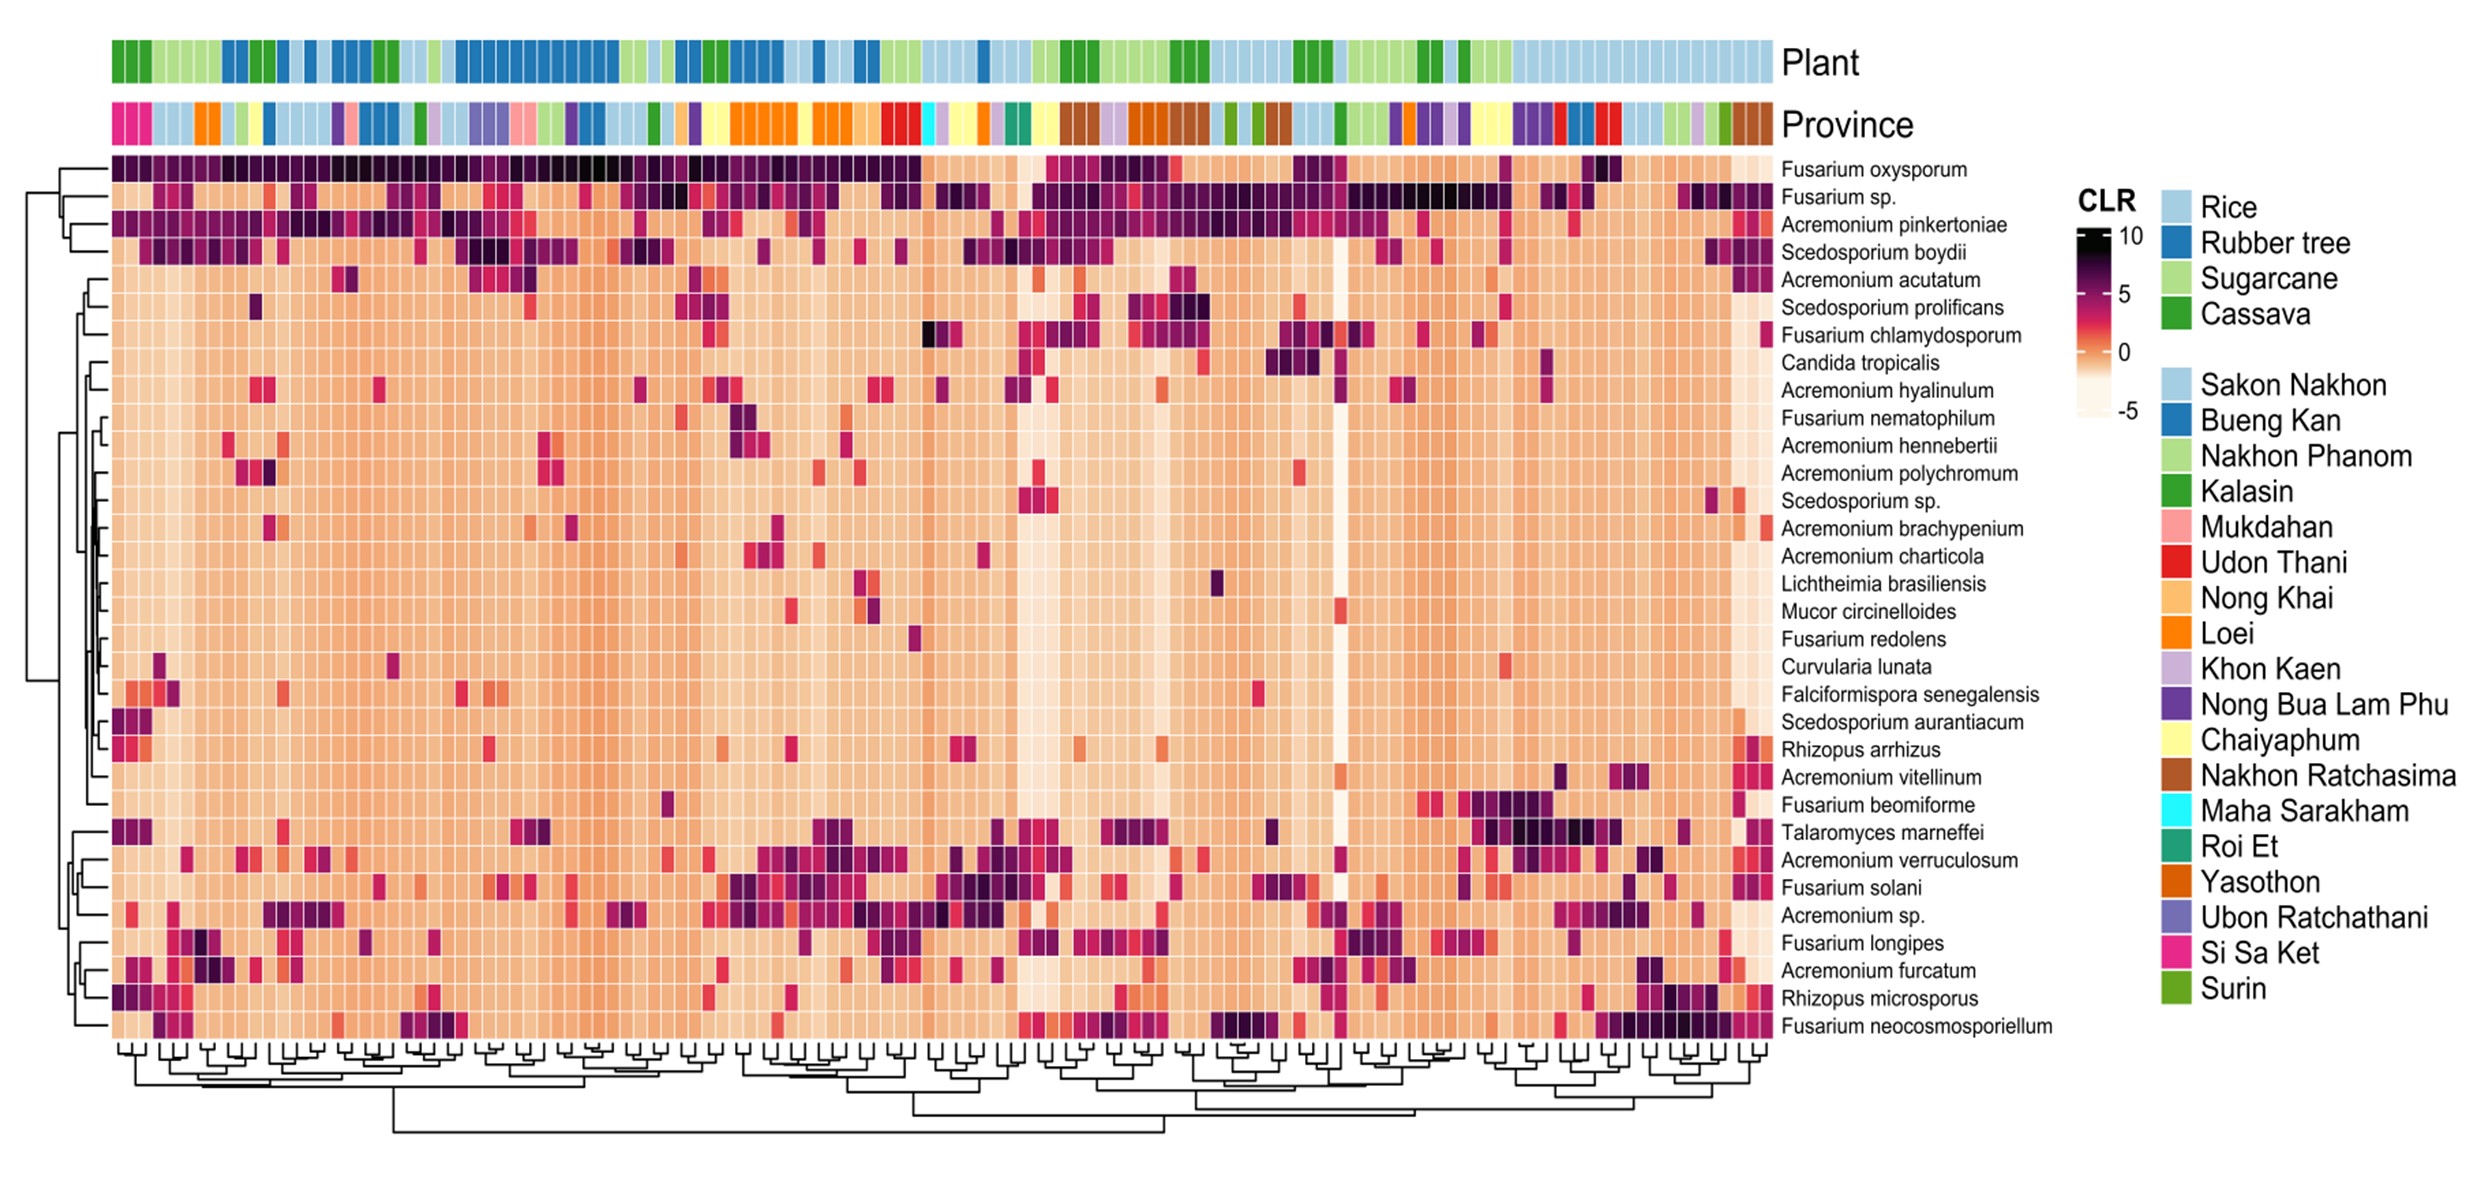 Plant
Province
Fusarium oxysporum
Fusarium sp.
Acremonium pinkertoniae
Scedosporium boydii
Acremonium acutatum
Scedosporium prolificans
Fusarium chlamydosporum
Candida tropicalis
Acremonium hyalinulum
Fusarium nematophilum
Acremonium hennebertii
Acremonium polychromum
Scedosporium sp.
Acremonium brachypenium
Acremonium charticola
Lichtheimia brasiliensis
Mucor circinelloides
Fusarium redolens
Curvularia lunata
Falciformispora senegalensis
Scedosporium aurantiacum
Rhizopus arrhizus
Acremonium vitellinum
Fusarium beomiforme
Talaromyces marneffei
Acremonium verruculosum
Fusarium solani
Acremonium sp.
Fusarium longipes
Acremonium furcatum
Rhizopus microsporus
Fusarium neocosmosporiellum
CLR
10
5
0
-5
Rice
Rubber tree
Sugarcane
Cassava
Sakon Nakhon
Bueng Kan
Nakhon Phanom
Kalasin
Mukdahan
Udon Thani
Nong Khai
Loei
Khon Kaen
Nong Bua Lam Phu
Chaiyaphum
Nakhon Ratchasima
Maha Sarakham
Roi Et
Yasothon
Ubon Ratchathani
Si Sa Ket
Surin